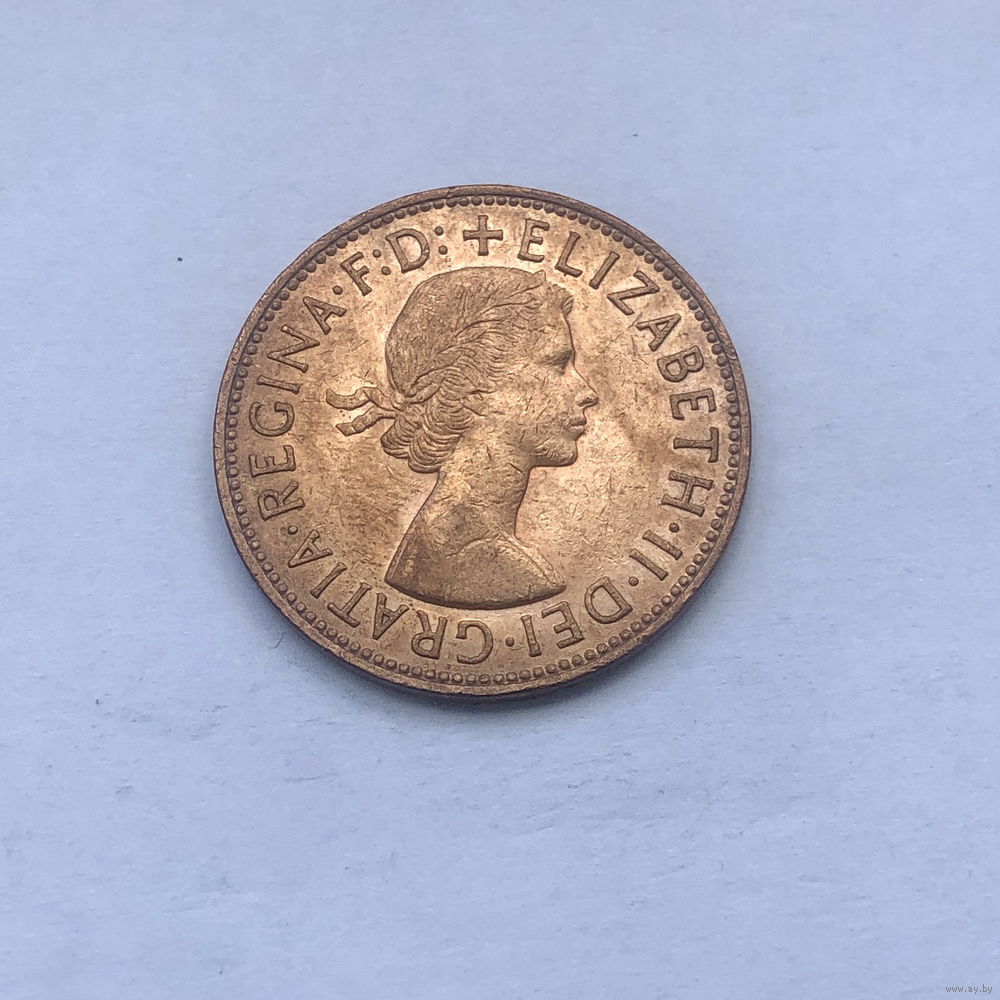 + ELIZABETH · II · DEI · GRATIA · REGINA · F: D:
www.ay.by